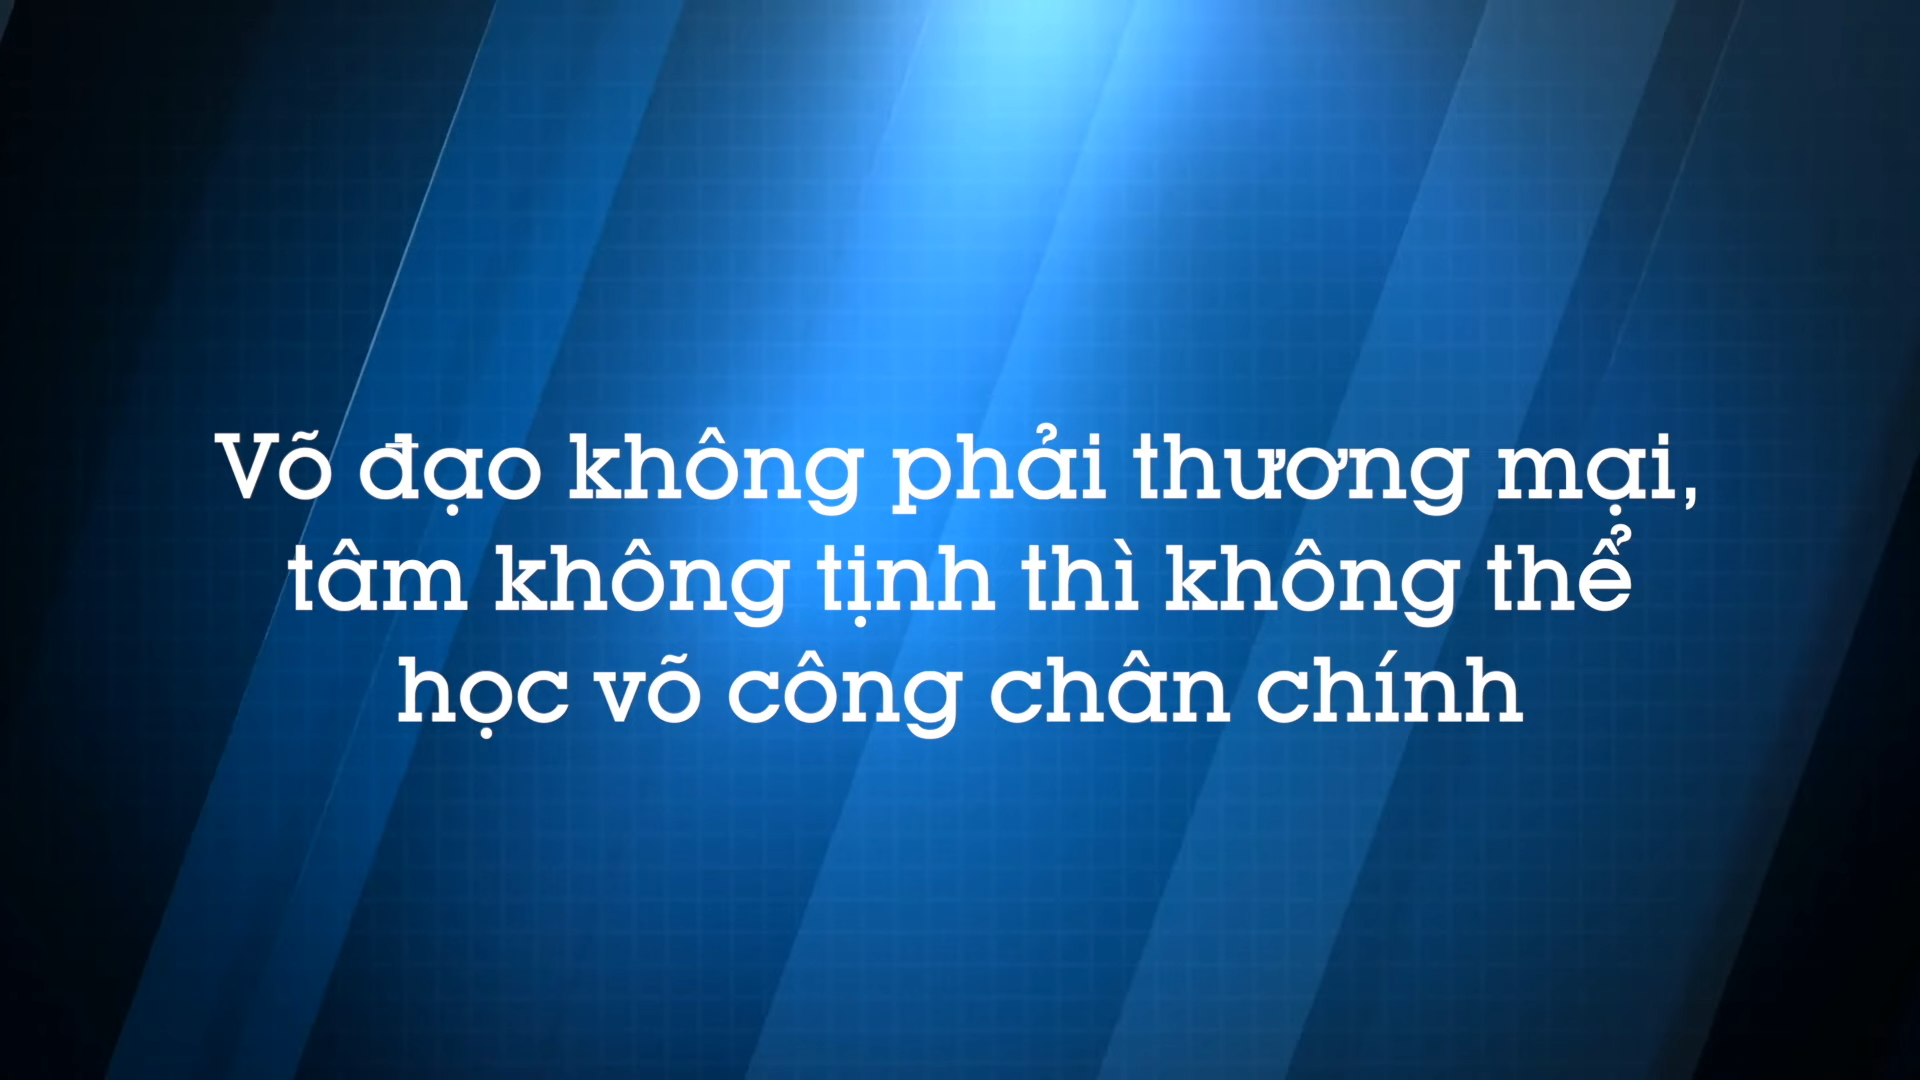 Võ đạo không phải thương mại,
tâm không tịnh thì không thể
học võ công chân chính